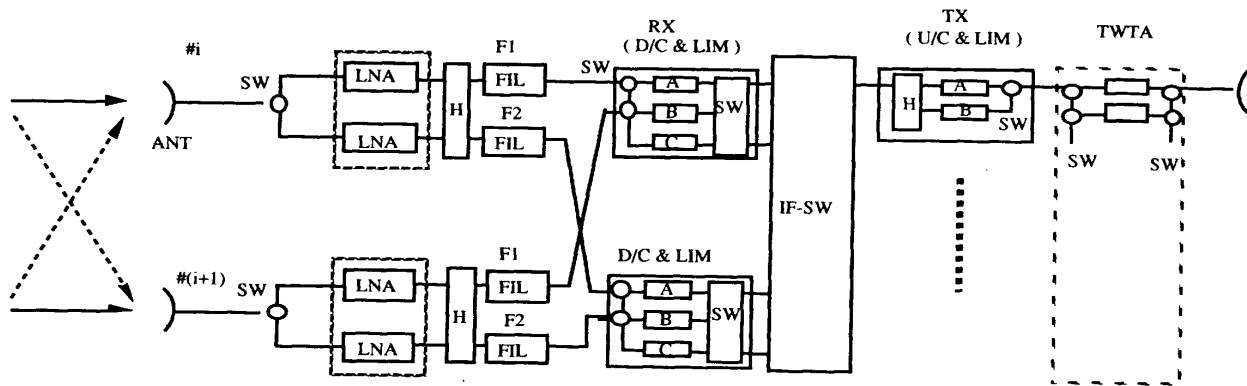 RX
( D/C & LIM)
TX
( U/C & LIM)
TWTA
#i
F1
SW
LNA
H
FIL
SW
A
B
C
SW
F2
FIL
LNA
ANT
IF-SW
H
A
B
SW
SW
SW
#(i+1)
SW
LNA
H
F1
FIL
D/C & LIM
A
B
C
SW
F2
FIL
LNA